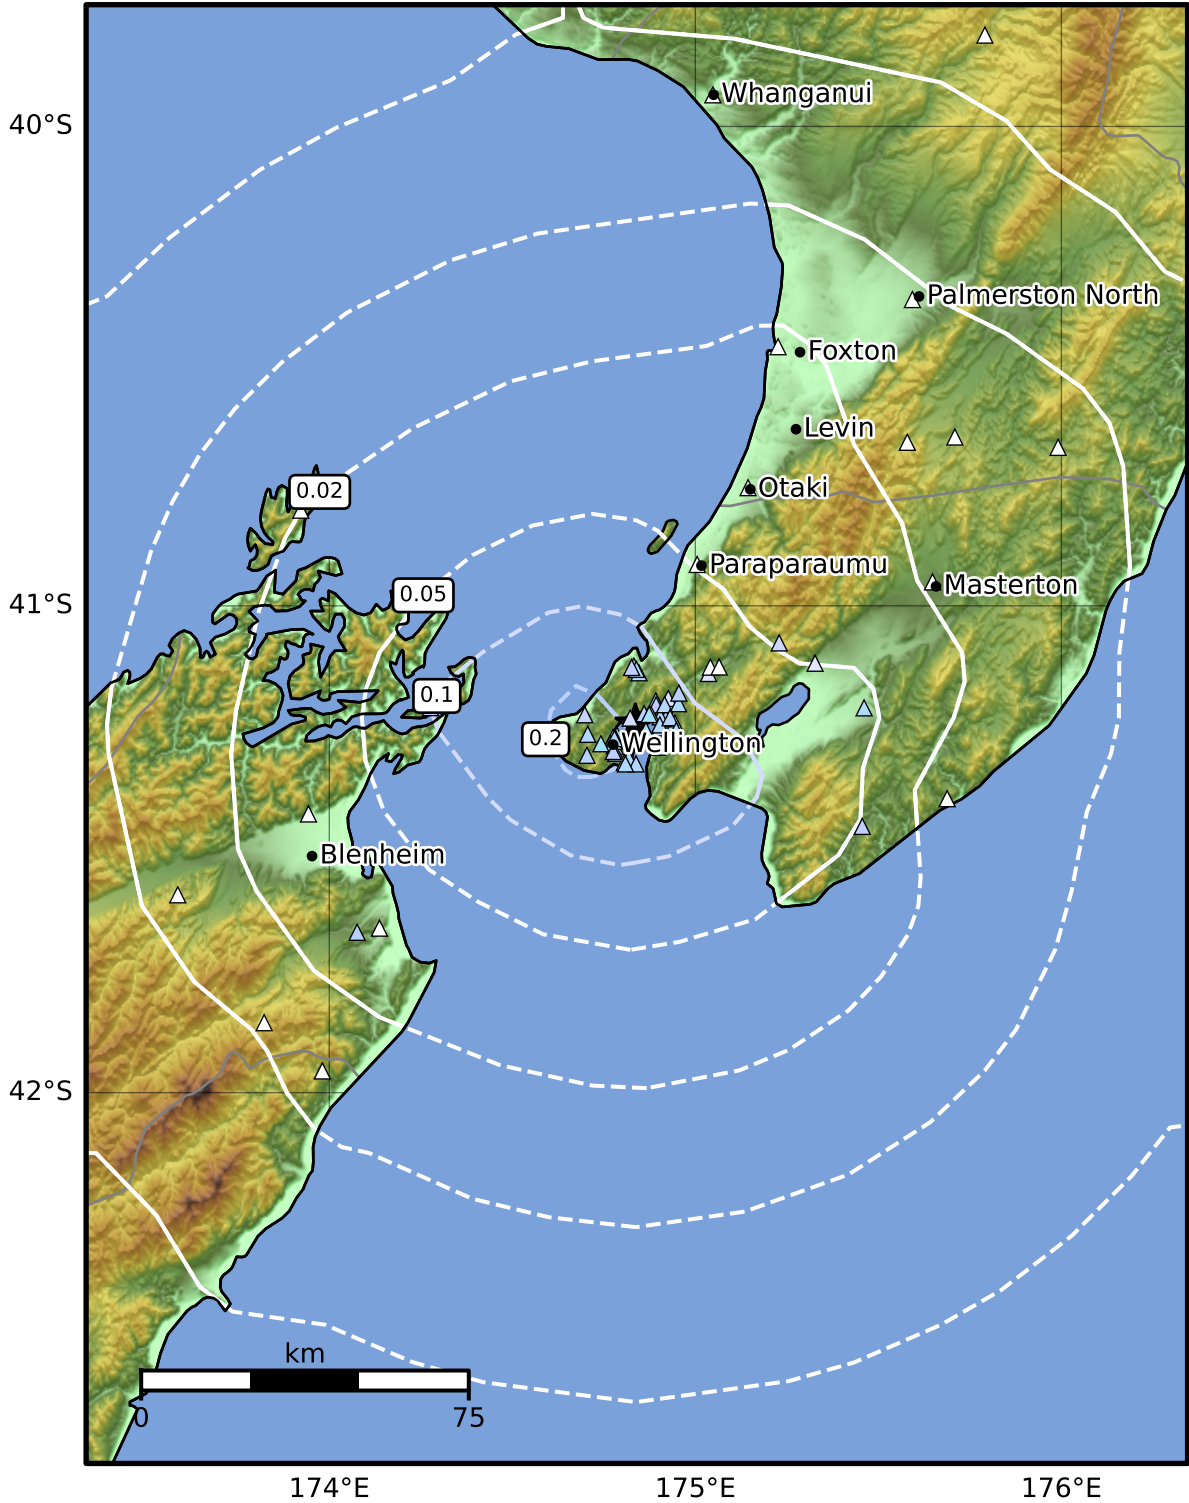 Whanganui
40°S
Palmerston North
Foxton
Levin
Otaki
0.02
Paraparaumu
Masterton
0.05
41°S
0.1
0.2
Wellington
Blenheim
42°S
km
0
75
174°E
175°E
176°E